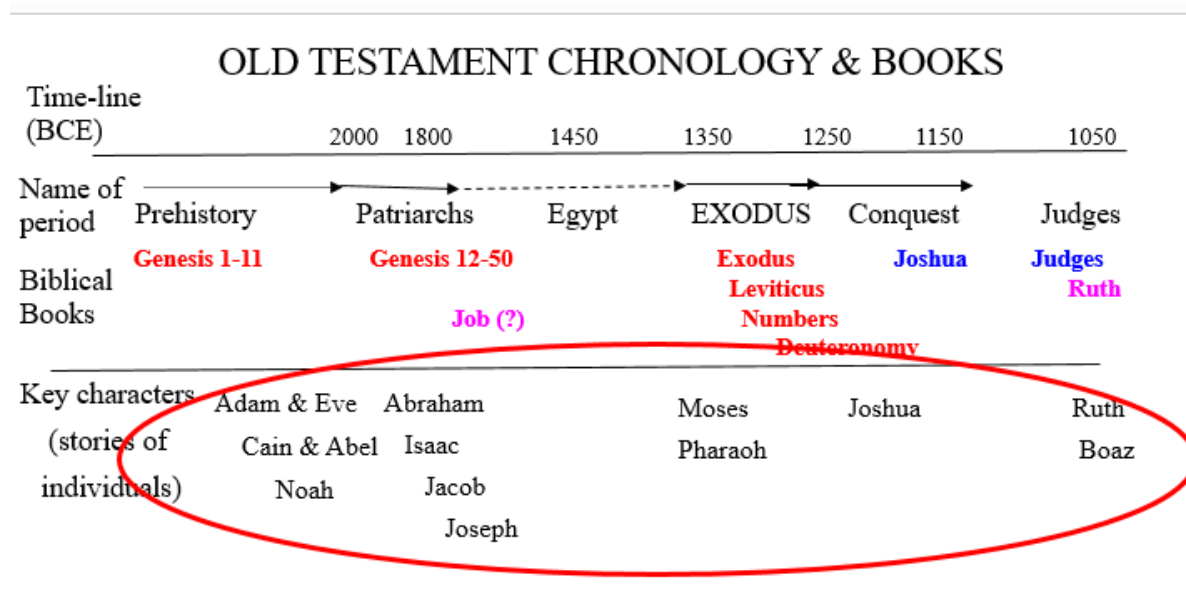 OLD TESTAMENT CHRONOLOGY & BOOKS
Time-line
(BCE) 2000 1800 1450 1350 1250 1150 1050
Name of
period Prehistory Patriarchs Egypt EXODUS Conquest Judges
Genesis 1-11 Genesis 12-50 Exodus Joshua Judges
Biblical Leviticus Ruth
Books Job (?) Numbers
Deuteronomy
Key characters Adam & Eve Abraham Moses Joshua Ruth
(stories of Cain & Abel Isaac Pharaoh Boaz
individuals) Noah Jacob
Joseph